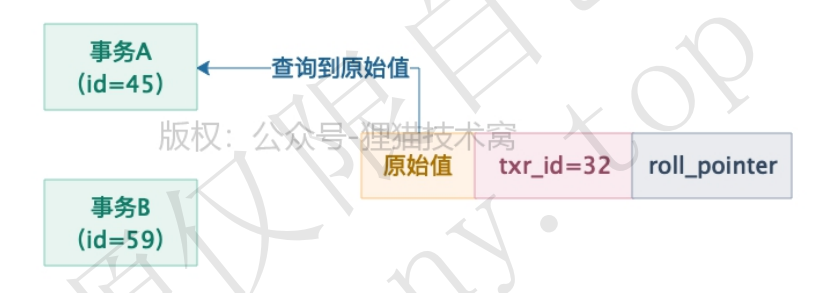 事务A
(id=45)
查询到原始值
版权：公众号-狸猫技术窝
原始值
txr_id=32
roll_pointer
事务B
(id=59)